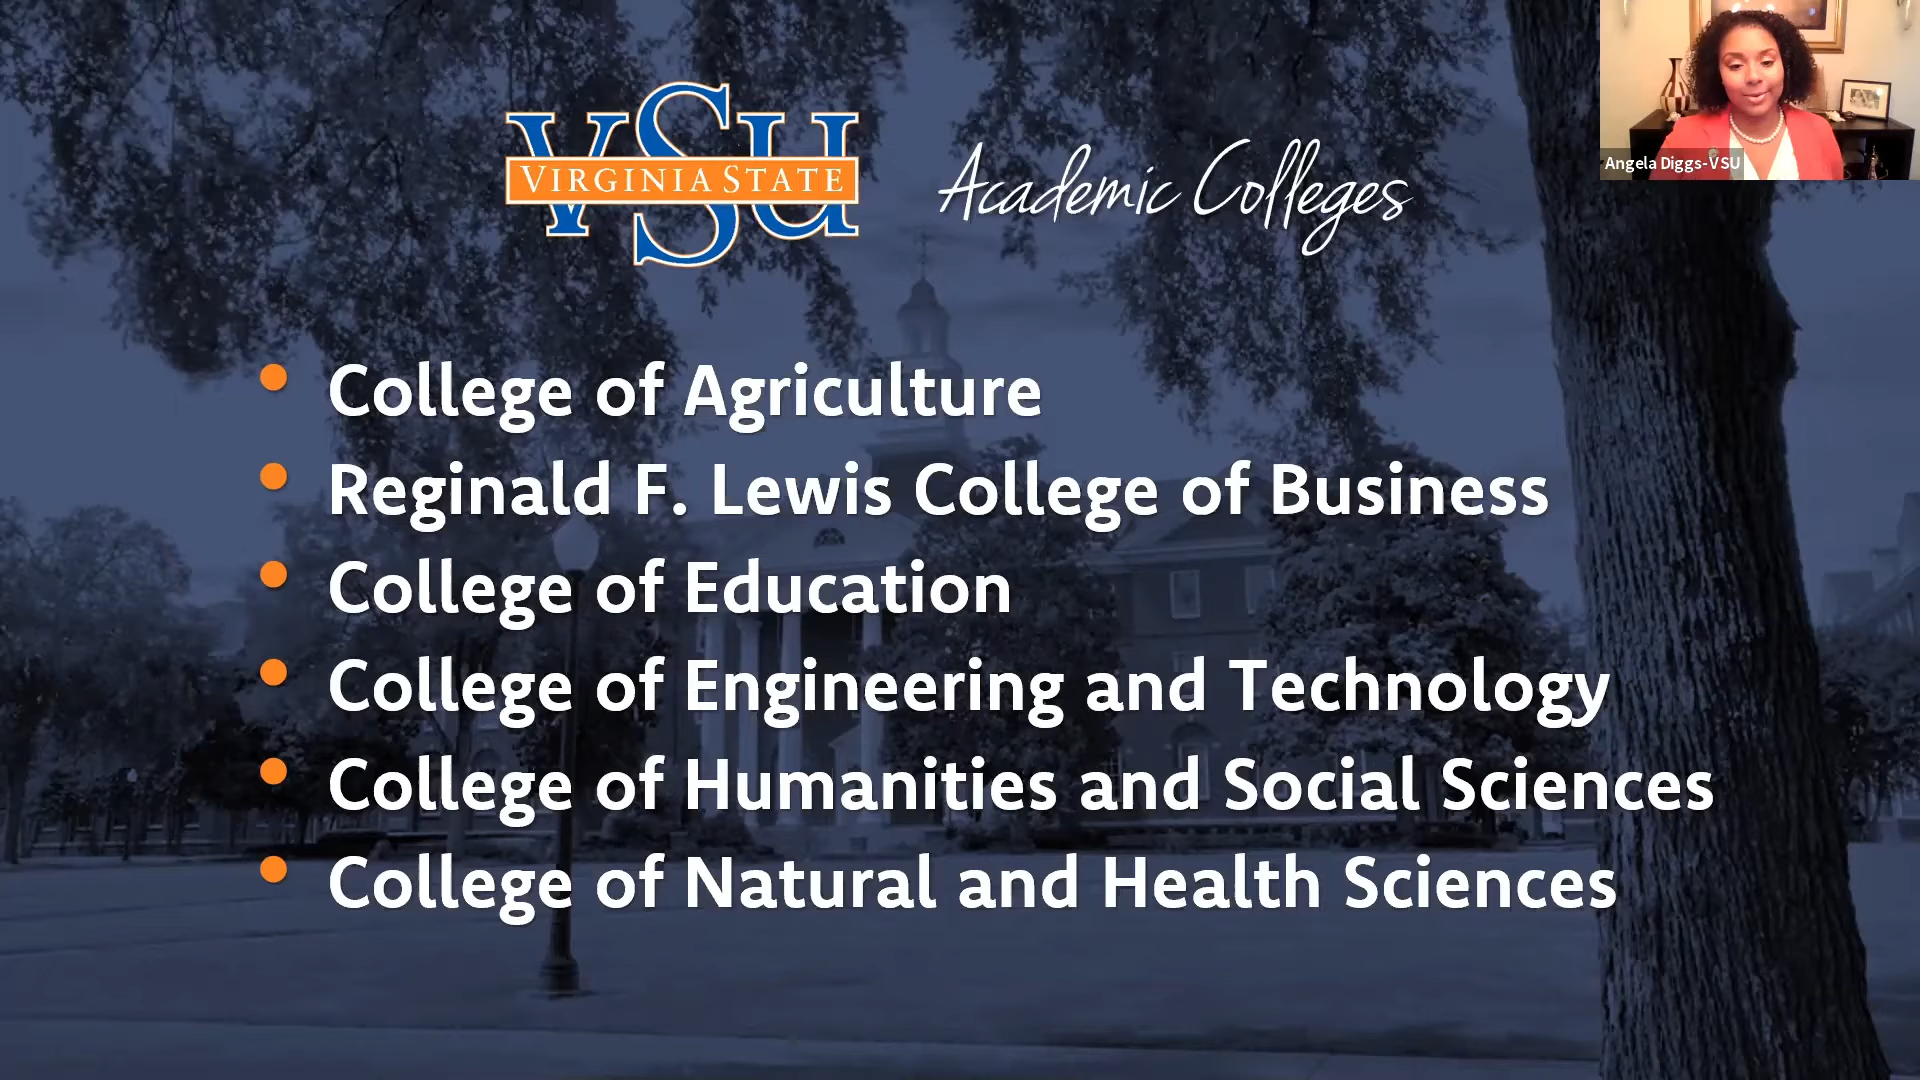 VSU
VIRGINIA STATE
Academic Colleges
Angela Diggs-VSU
• College of Agriculture
• Reginald F. Lewis College of Business
• College of Education
• College of Engineering and Technology
• College of Humanities and Social Sciences
• College of Natural and Health Sciences